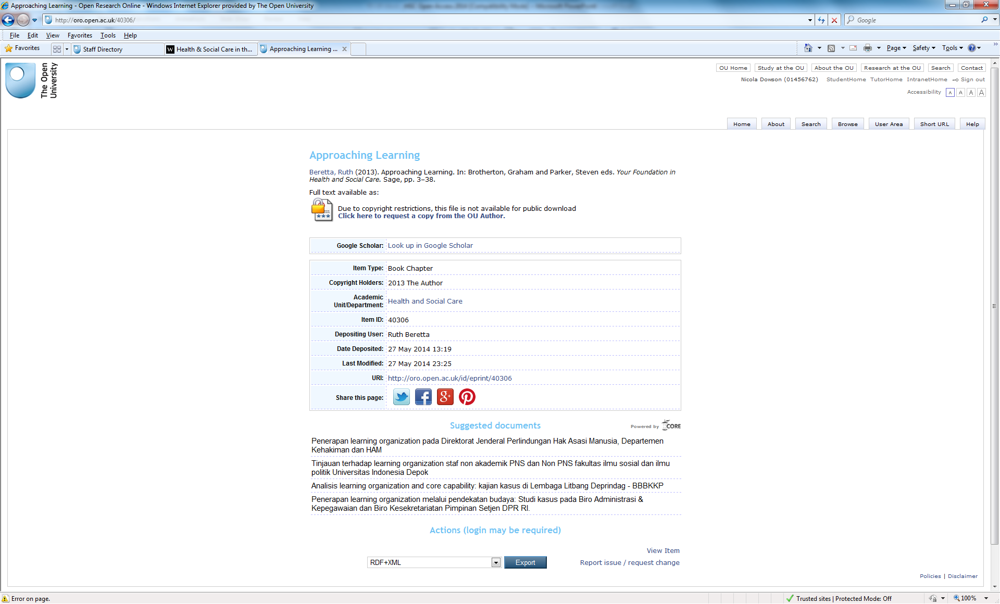 Approaching Learning - Open Research Online - Windows Internet Explorer provided by The Open University
http://oro.open.ac.uk/40306/
Google
File Edit View Favorites Tools Help
Favorites
Staff Directory
W Health & Social Care in th...
Approaching Learning ...
Page Safety Tools
The Open
University
OU Home Study at the OU About the OU Research at the OU Search Contact
Nicola Dowson (01456762) StudentHome TutorHome IntranetHome Sign out
Accessibility A A A A
Home About Search Browse User Area Short URL Help
Approaching Learning
Beretta, Ruth (2013). Approaching Learning. In: Brotherton, Graham and Parker, Steven eds. Your Foundation in
Health and Social Care. Sage, pp. 3–38.
Full text available as:
***
Due to copyright restrictions, this file is not available for public download
Click here to request a copy from the OU Author.
Google Scholar: Look up in Google Scholar
Item Type: Book Chapter
Copyright Holders: 2013 The Author
Academic
Unit/Department: Health and Social Care
Item ID: 40306
Depositing User: Ruth Beretta
Date Deposited: 27 May 2014 13:19
Last Modified: 27 May 2014 23:25
URI: http://oro.open.ac.uk/id/eprint/40306
Share this page:
Suggested documents
Powered by CORE
Penerapan learning organization pada Direktorat Jenderal Perlindungan Hak Asasi Manusia, Departemen
Kehakiman dan HAM
Tinjauan terhadap learning organization staf non akademik PNS dan Non PNS fakultas ilmu sosial dan ilmu
politik Universitas Indonesia Depok
Analisis learning organization and core capability: kajian kasus di Lembaga Litbang Deprindag - BBBKKP
Penerapan learning organization melalui pendekatan budaya: Studi kasus pada Biro Administrasi &
Kepegawaian dan Biro Kesekretariatan Pimpinan Setjen DPR RI.
Actions (login may be required)
View Item
RDF+XML Export
Report issue / request change
Policies | Disclaimer
Error on page.
Trusted sites | Protected Mode: Off
100%